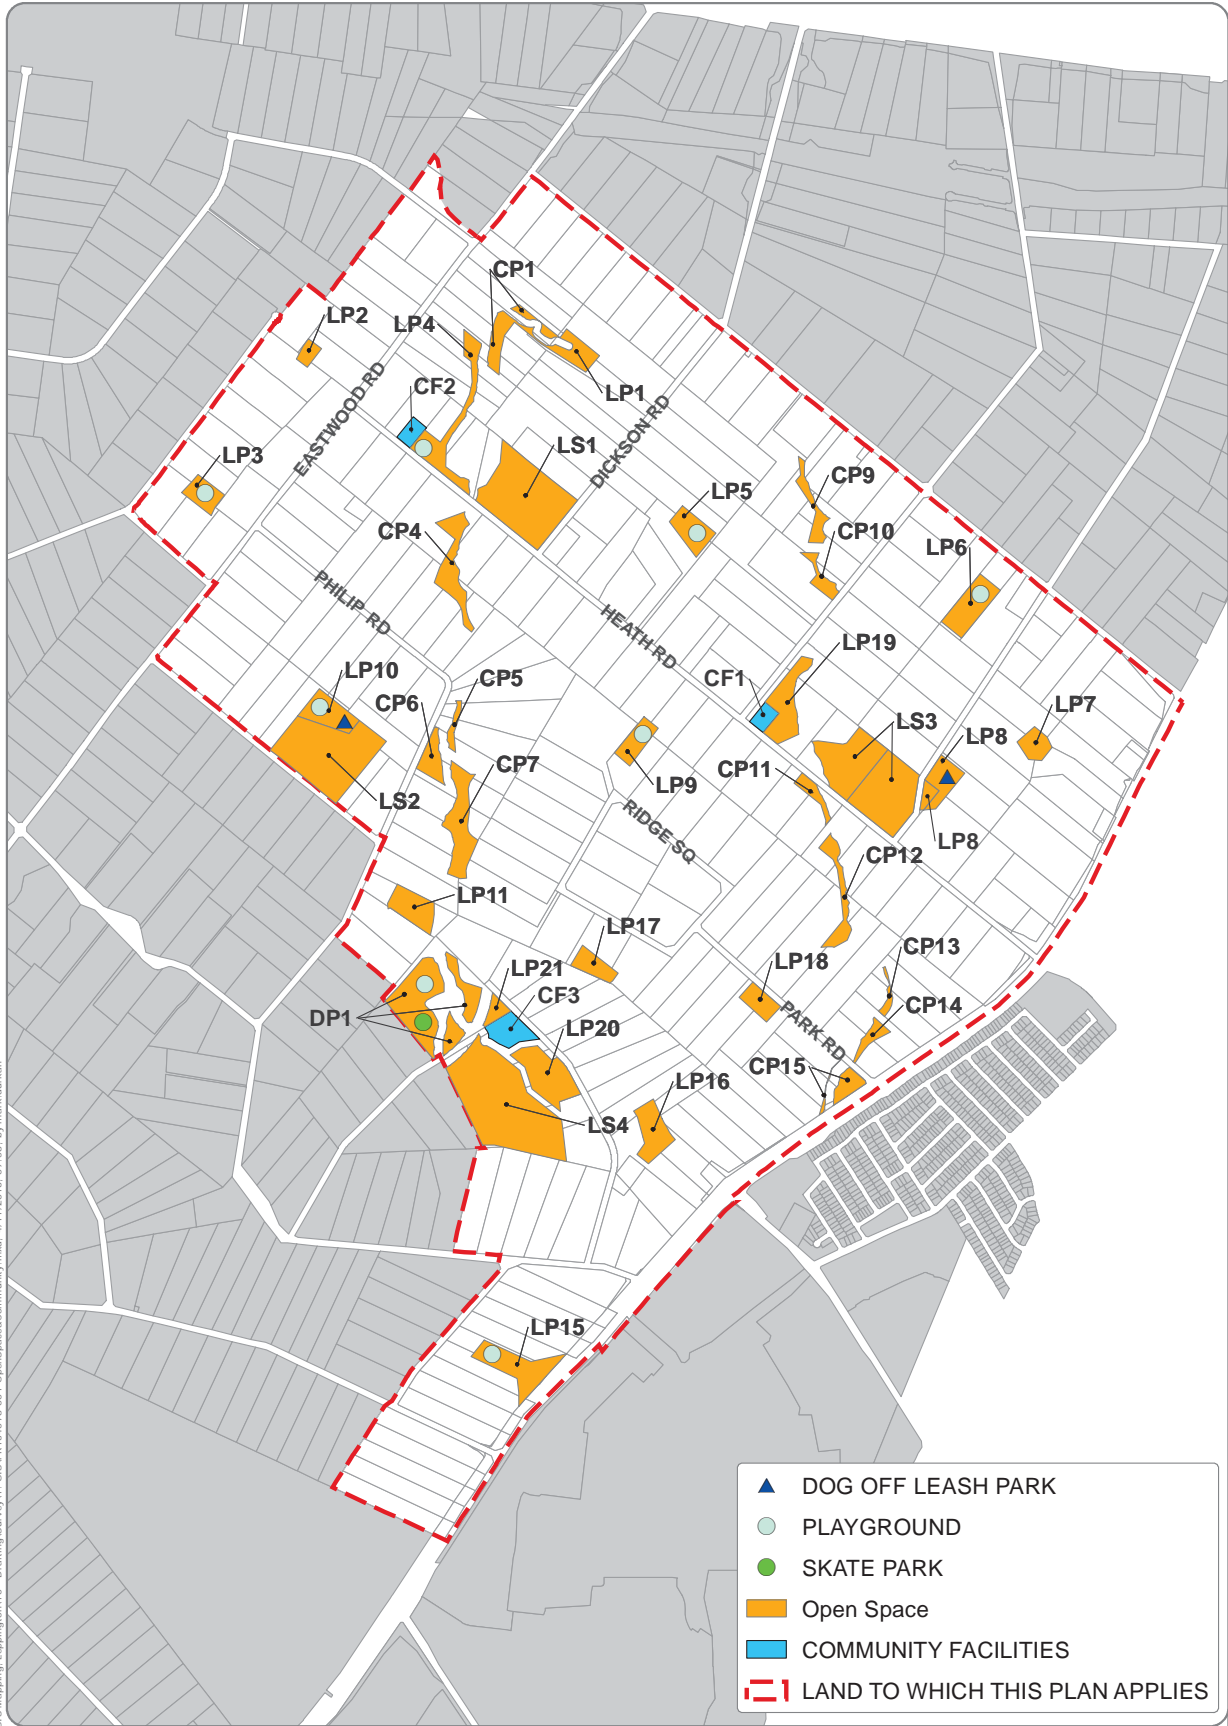 CP1
LP2
LP4
LP1
CF2
EASTWOOD RD
DICKSON RD
LS1
LP3
CP9
LP5
CP4
CP10
LP6
PHILIP RD
HEATH RD
LP19
LP10
CP5
CF1
CP6
LP7
LS3
LP8
CP7
CP11
LP9
LS2
RIDGE SQ
LP8
CP12
LP11
LP17
CP13
LP21
LP18
CF3
CP14
DP1
LP20
PARK RD
CP15
LP16
LS4
LP15
DOG OFF LEASH PARK
PLAYGROUND
SKATE PARK
Open Space
COMMUNITY FACILITIES
LAND TO WHICH THIS PLAN APPLIES